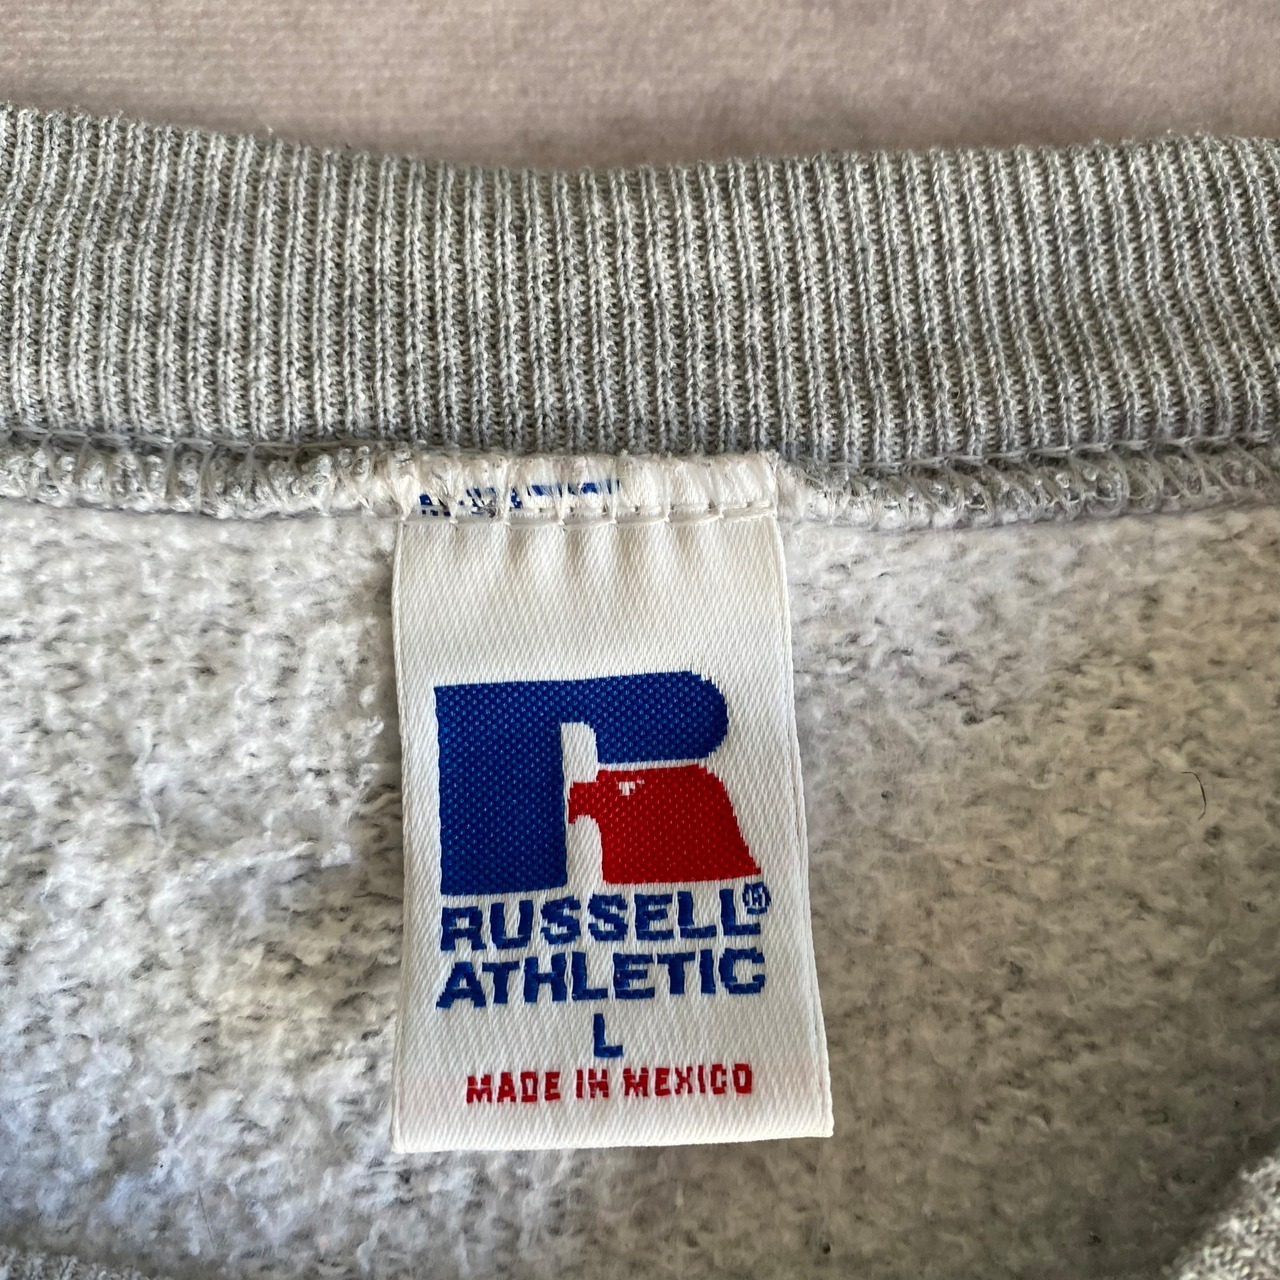 RUSSELL®
ATHLETIC
L
MADE IN MEXICO